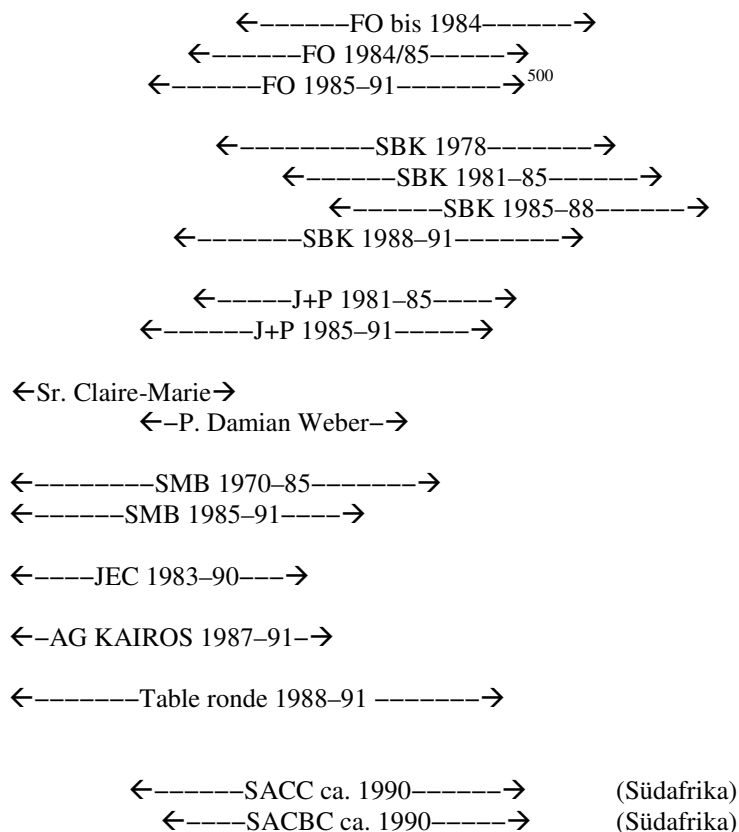 ←––––––FO bis 1984––––––→
←––––––FO 1984/85–––––→
←––––––FO 1985–91–––––––→500
←–––––––––SBK 1978–––––––→
←––––––SBK 1981–85––––––→
←––––––SBK 1985–88––––––→
←–––––––SBK 1988–91–––––––→
←–––––J+P 1981–85––––→
←––––––J+P 1985–91–––––→
←Sr. Claire-Marie→
←–P. Damian Weber–→
←––––––––SMB 1970–85–––––––→
←––––––SMB 1985–91––––→
←––––JEC 1983–90–––→
←–AG KAIROS 1987–91–→
←–––––––Table ronde 1988–91 –––––––→
←––––––SACC ca. 1990––––––→ (Südafrika)
←––––SACBC ca. 1990–––––→ (Südafrika)